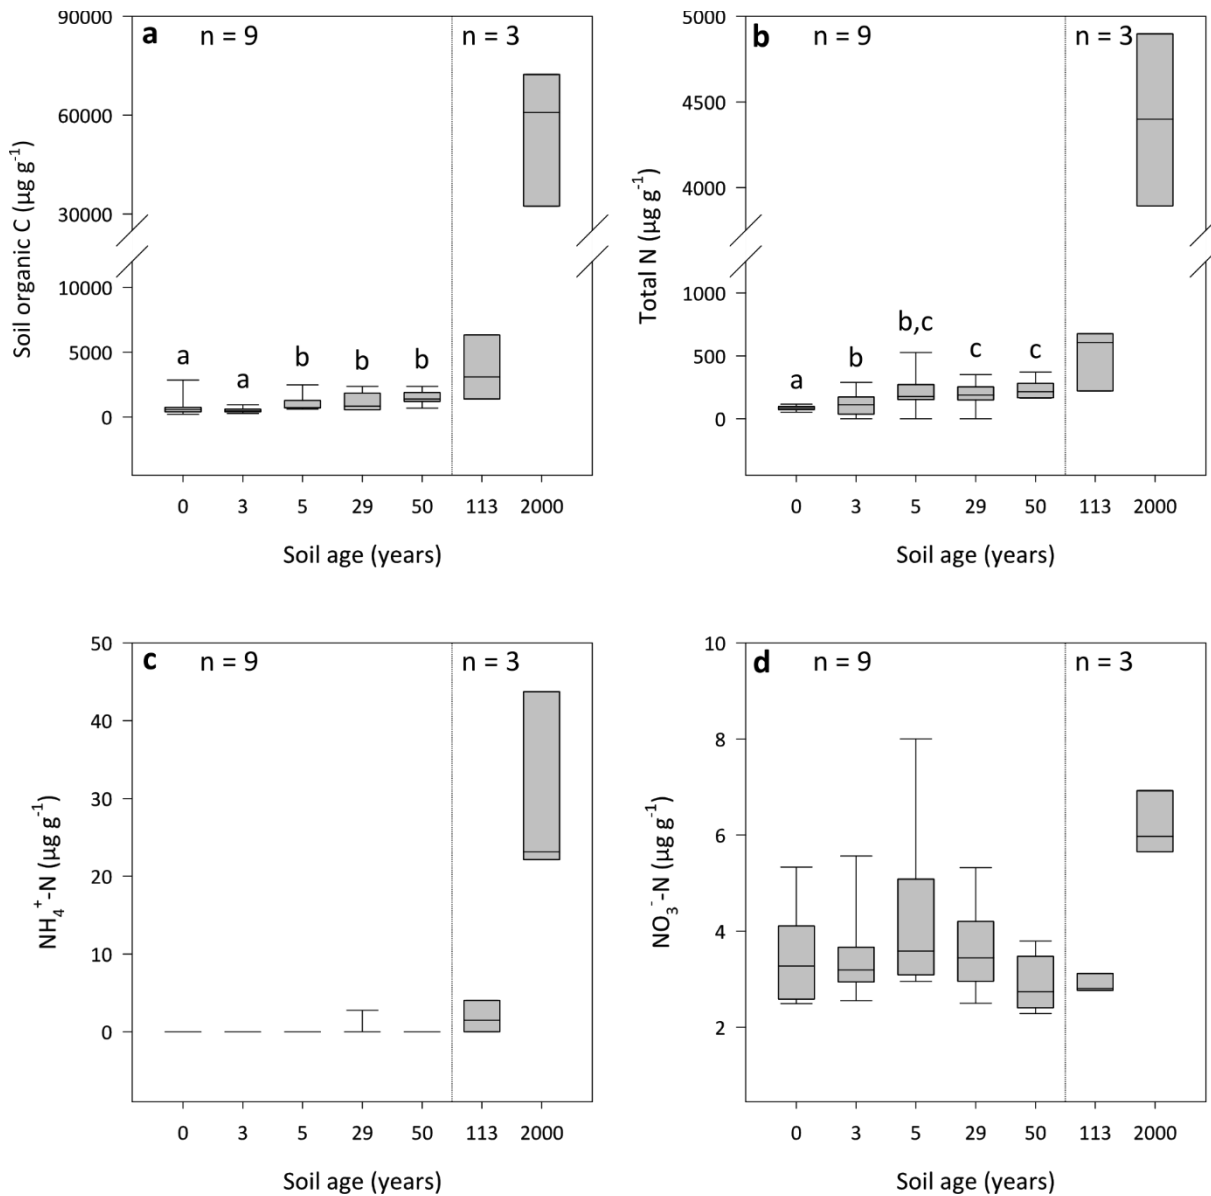 a
n = 9
n = 3
90000
60000
30000
10000
5000
0
Soil organic C (µg g⁻¹)
a
a
b
b
b
0
3
5
29
50
113
2000
Soil age (years)
b
n = 9
n = 3
5000
4500
4000
1000
500
0
Total N (µg g⁻¹)
a
b
b,c
c
c
0
3
5
29
50
113
2000
Soil age (years)
c
n = 9
n = 3
50
40
30
20
10
0
NH₄⁺-N (µg g⁻¹)
0
3
5
29
50
113
2000
Soil age (years)
d
n = 9
n = 3
10
8
6
4
2
NO₃⁻-N (µg g⁻¹)
0
3
5
29
50
113
2000
Soil age (years)